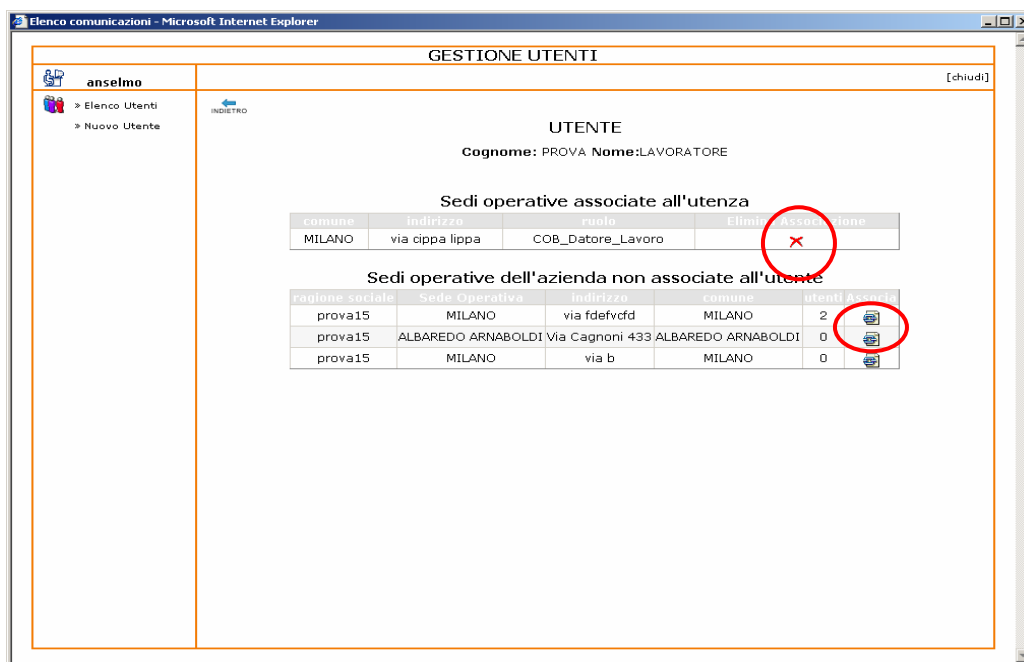 Elenco comunicazioni - Microsoft Internet Explorer
GESTIONE UTENTI
anselmo
[chiudi]
» Elenco Utenti
» Nuovo Utente
INDIETRO
UTENTE
Cognome: PROVA Nome:LAVORATORE
Sedi operative associate all'utenza
comune indirizzo ruolo Elimina Associazione
MILANO via cippa lippa COB_Datore_Lavoro
Sedi operative dell'azienda non associate all'utente
ragione sociale Sede Operativa indirizzo comune utenti Associa
prova15 MILANO via fdefvcfd MILANO 2
prova15 ALBAREDO ARNABOLDI Via Cagnoni 433 ALBAREDO ARNABOLDI 0
prova15 MILANO via b MILANO 0